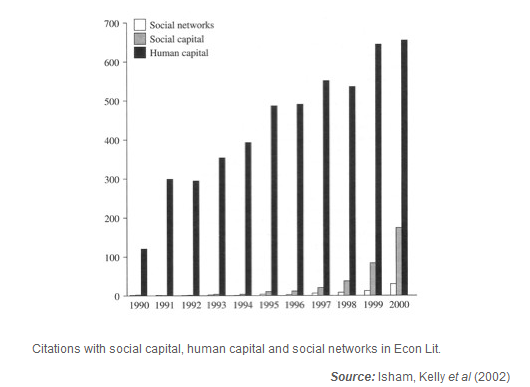 700
600
500
400
300
200
100
0
Social networks
Social capital
Human capital
1990 1991 1992 1993 1994 1995 1996 1997 1998 1999 2000
Citations with social capital, human capital and social networks in Econ Lit.
Source: Isham, Kelly et al (2002)